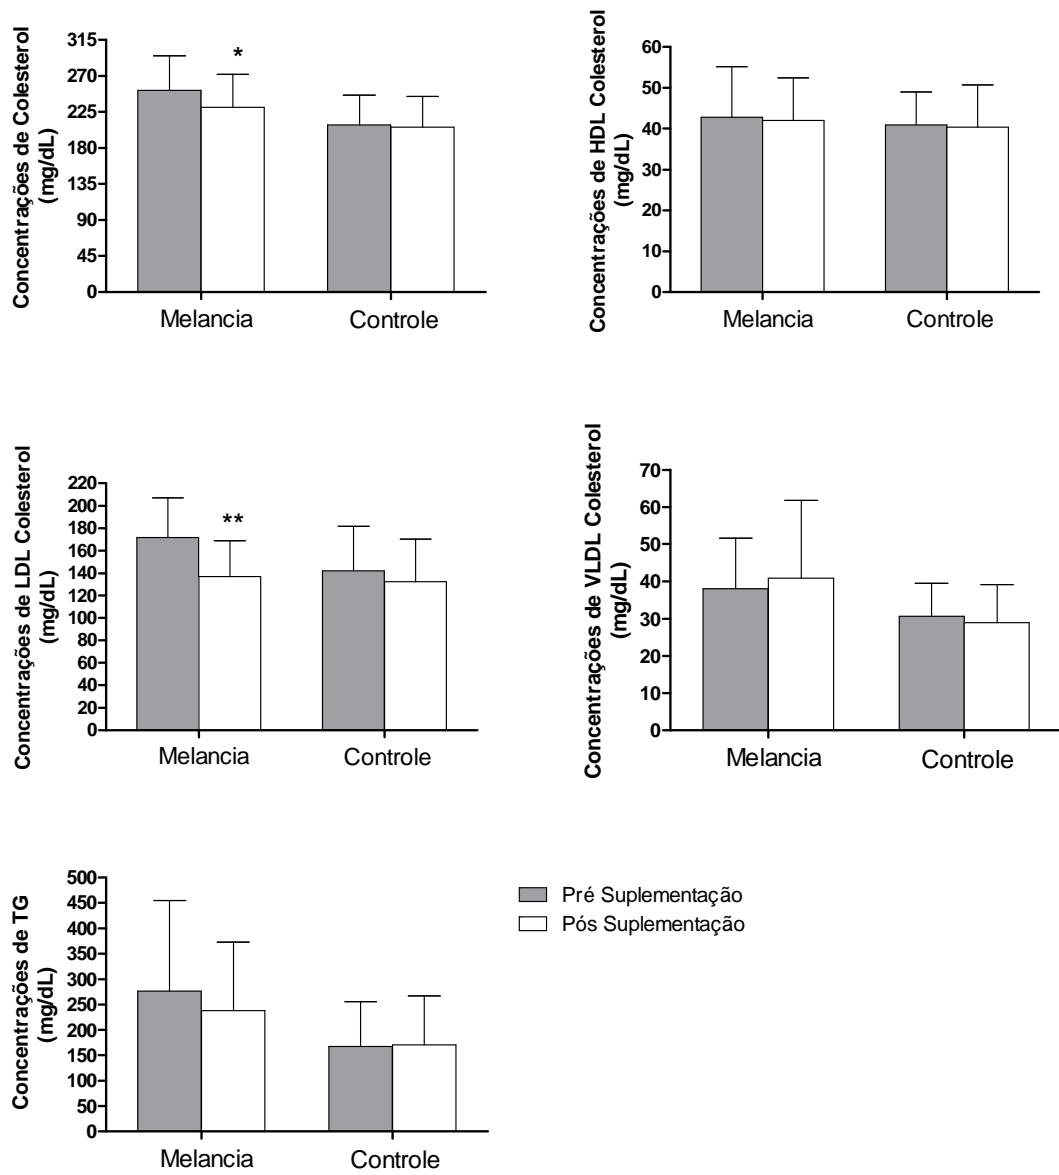 Concentrações de Colesterol
(mg/dL)
315
270
225
180
135
90
45
0
*
Melancia
Controle
Concentrações de HDL Colesterol
(mg/dL)
60
50
40
30
20
10
0
Melancia
Controle
Concentrações de LDL Colesterol
(mg/dL)
220
200
180
160
140
120
100
80
60
40
20
0
**
Melancia
Controle
Concentrações de VLDL Colesterol
(mg/dL)
70
60
50
40
30
20
10
0
Melancia
Controle
Concentrações de TG
(mg/dL)
500
450
400
350
300
250
200
150
100
50
0
Melancia
Controle
Pré Suplementação
Pós Suplementação